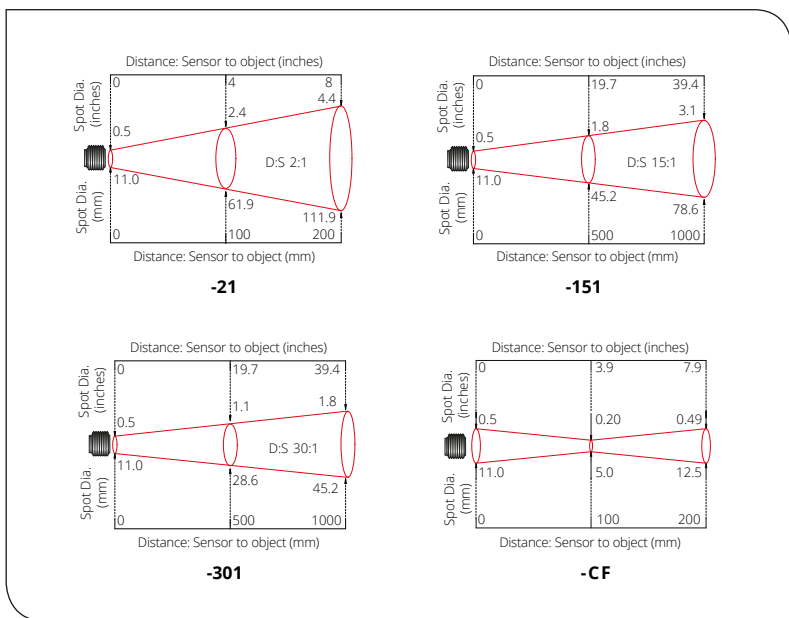 Distance: Sensor to object (inches)
0 4 8
Spot Dia.
(inches)
4.4
2.4
0.5
D:S 2:1
11.0
Spot Dia.
(mm)
61.9
111.9
0 100 200
Distance: Sensor to object (mm)
-21
Distance: Sensor to object (inches)
0 19.7 39.4
Spot Dia.
(inches)
3.1
1.8
0.5
D:S 15:1
11.0
Spot Dia.
(mm)
45.2
78.6
0 500 1000
Distance: Sensor to object (mm)
-151
Distance: Sensor to object (inches)
0 19.7 39.4
Spot Dia.
(inches)
1.8
1.1
0.5
D:S 30:1
11.0
Spot Dia.
(mm)
28.6
45.2
0 500 1000
Distance: Sensor to object (mm)
-301
Distance: Sensor to object (inches)
0 3.9 7.9
Spot Dia.
(inches)
0.5 0.20 0.49
11.0 5.0 12.5
Spot Dia.
(mm)
0 100 200
Distance: Sensor to object (mm)
-CF